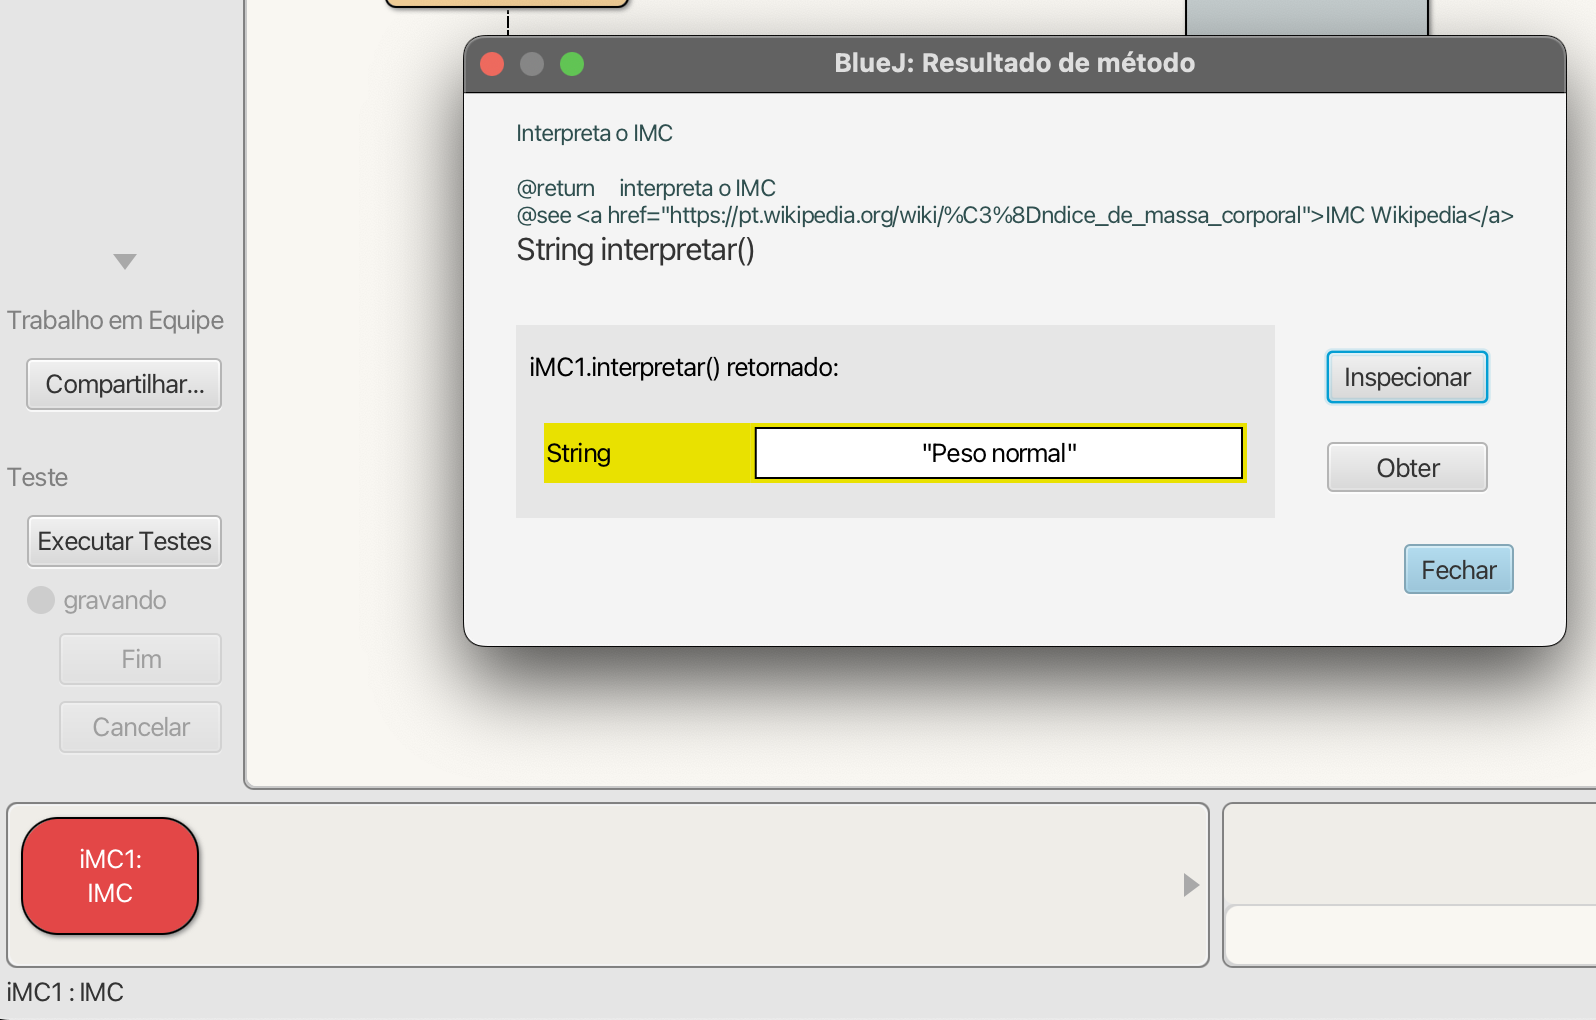 BlueJ: Resultado de método
Interpreta o IMC
@return interpreta o IMC
@see <a href="https://pt.wikipedia.org/wiki/%C3%8Dndice_de_massa_corporal">IMC Wikipedia</a>
String interpretar()
iMC1.interpretar() retornado:
String "Peso normal"
Inspecionar
Obter
Fechar
Trabalho em Equipe
Compartilhar...
Teste
Executar Testes
gravando
Fim
Cancelar
iMC1:
IMC
iMC1 : IMC